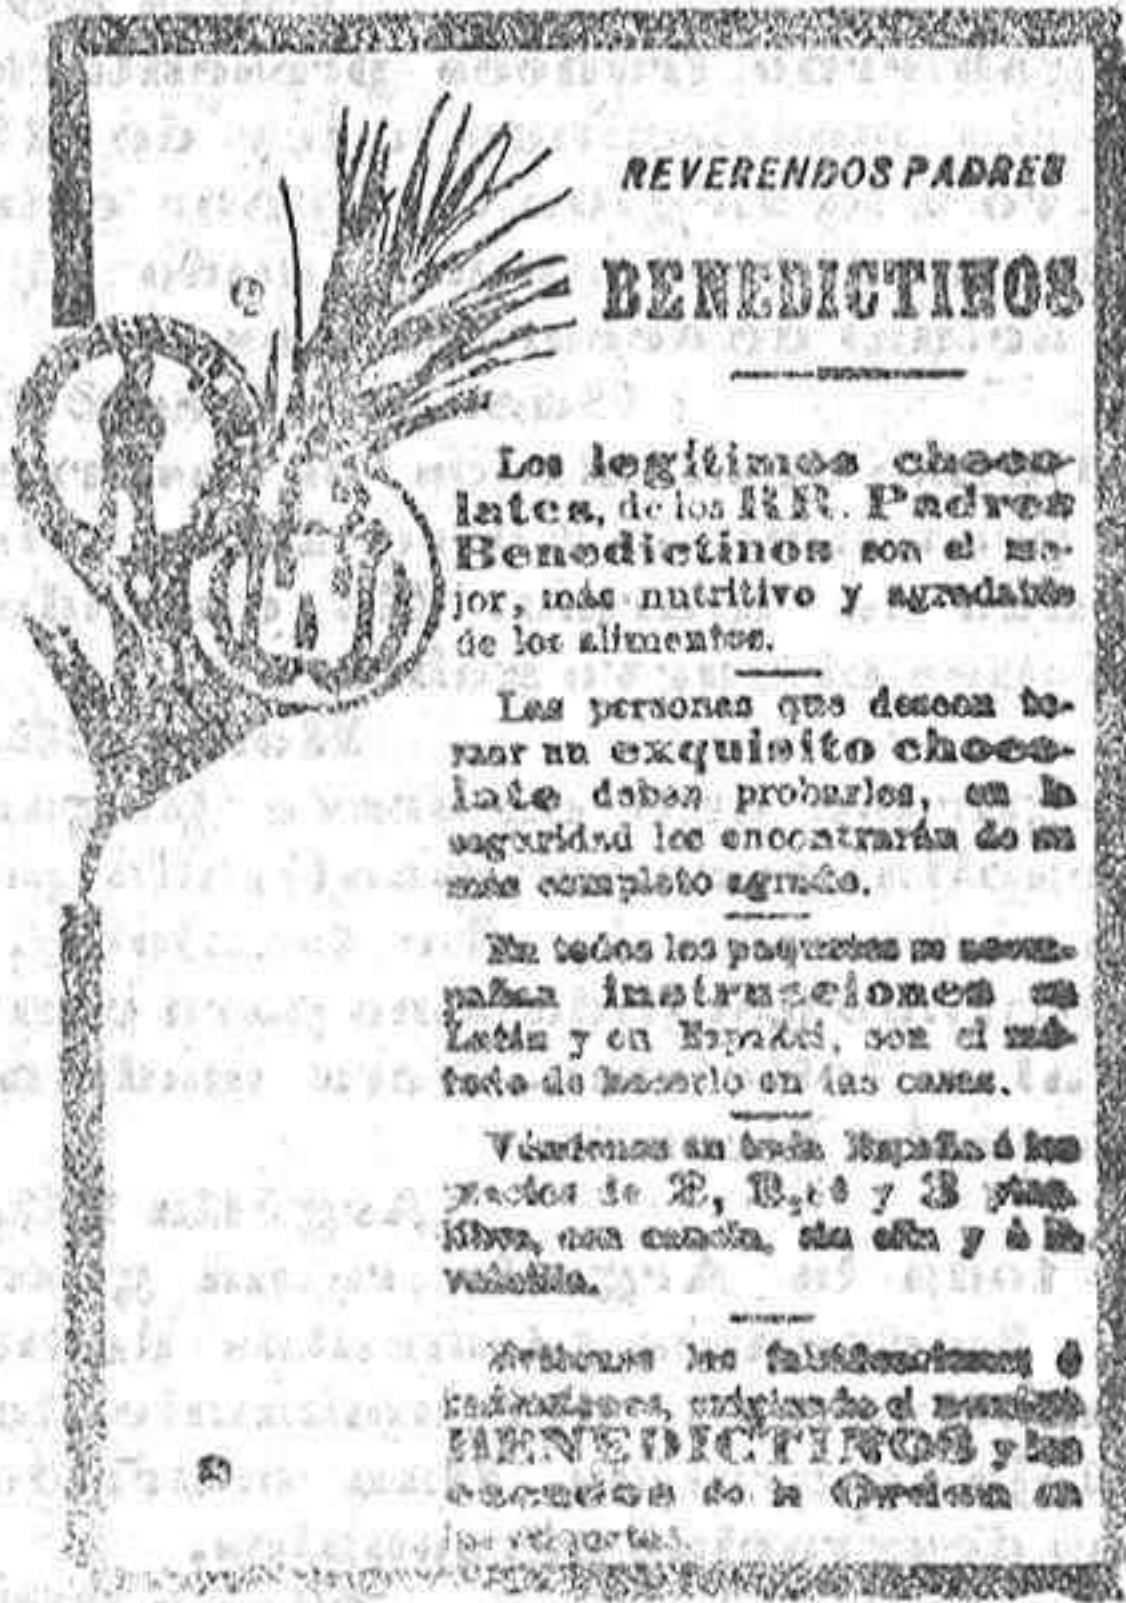 REVERENDOS PADRES
BENEDICTINOS
Los legítimos choco-
lates, de los RR. Padres
Benedictinos son el me-
jor, más nutritivo y agradable
de los alimentos.
Las personas que deseen to-
mar un exquisito choco-
late deben probarlos, en la
seguridad los encontrarán de su
más completo agrado.
En todos los paquetes se acom-
pañan instrucciones en
Latín y en Español, son el mé-
todo de hacerlo en las casas.
Véndense en toda España á los
precios de 2, y 3 ptas.
libra, con canela, sin ella y á la
vainilla.
Evítense las falsificaciones é
imitaciones, exigiendo el nombre
BENEDICTINOS y los
de la en
las etiquetas.